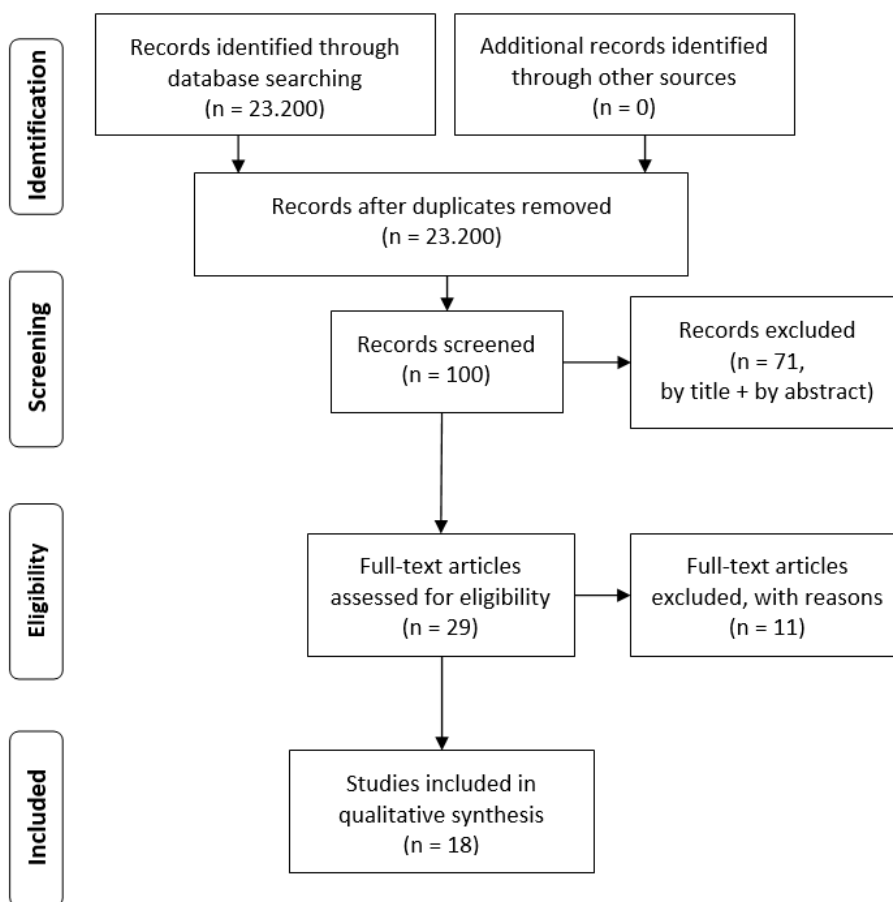 Identification
Records identified through
database searching
(n = 23.200)
Additional records identified
through other sources
(n = 0)
Records after duplicates removed
(n = 23.200)
Screening
Records screened
(n = 100)
Records excluded
(n = 71,
by title + by abstract)
Eligibility
Full-text articles
assessed for eligibility
(n = 29)
Full-text articles
excluded, with reasons
(n = 11)
Included
Studies included in
qualitative synthesis
(n = 18)